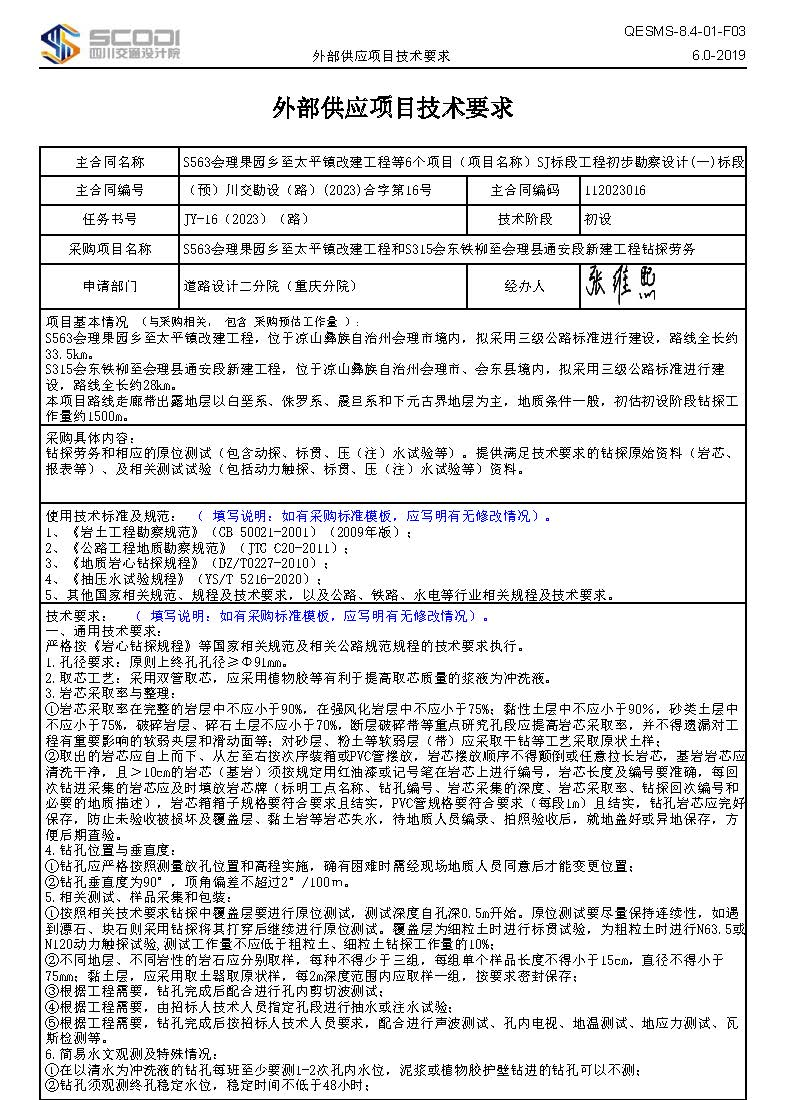 SCODI
四川交通设计院
QESMS-8.4-01-F03
外部供应项目技术要求
6.0-2019
外部供应项目技术要求
主合同名称 S563会理果园乡至太平镇改建工程等6个项目（项目名称）SJ标段工程初步勘察设计(一)标段
主合同编号 （预）川交勘设（路）(2023)合字第16号 主合同编码 112023016
任务书号 JY-16（2023）（路） 技术阶段 初设
采购项目名称 S563会理果园乡至太平镇改建工程和S315会东铁柳至会理县通安段新建工程钻探劳务
申请部门 道路设计二分院（重庆分院） 经办人 张维熙
项目基本情况 （与采购相关， 包含 采购预估工作量 ）：
S563会理果园乡至太平镇改建工程，位于凉山彝族自治州会理市境内，拟采用三级公路标准进行建设，路线全长约
33.5km。
S315会东铁柳至会理县通安段新建工程，位于凉山彝族自治州会理市、会东县境内，拟采用三级公路标准进行建
设，路线全长约28km。
本项目路线走廊带出露地层以白垩系、侏罗系、震旦系和下元古界地层为主，地质条件一般，初估初设阶段钻探工
作量约1500m。
采购具体内容：
钻探劳务和相应的原位测试（包含动探、标贯、压（注）水试验等）。提供满足技术要求的钻探原始资料（岩芯、
报表等）、及相关测试试验（包括动力触探、标贯、压（注）水试验等）资料。
使用技术标准及规范： （ 填写说明：如有采购标准模板，应写明有无修改情况）。
1、《岩土工程勘察规范》（GB 50021-2001）（2009年版）；
2、《公路工程地质勘察规范》（JTG C20-2011）；
3、《地质岩心钻探规程》（DZ/T0227-2010）；
4、《抽压水试验规程》（YS/T 5216-2020）；
5、其他国家相关规范、规程及技术要求，以及公路、铁路、水电等行业相关规程及技术要求。
技术要求： （ 填写说明：如有采购标准模板，应写明有无修改情况）。
一、通用技术要求：
严格按《岩心钻探规程》等国家相关规范及相关公路规范规程的技术要求执行。
1.孔径要求：原则上终孔孔径≥Φ91mm。
2.取芯工艺：采用双管取芯，应采用植物胶等有利于提高取芯质量的浆液为冲洗液。
3.岩芯采取率与整理：
①岩芯采取率在完整的岩层中不应小于90%，在强风化岩层中不应小于75%；黏性土层中不应小于90%，砂类土层中
不应小于75%，破碎岩层、碎石土层不应小于70%，断层破碎带等重点研究孔段应提高岩芯采取率，并不得遗漏对工
程有重要影响的软弱夹层和滑动面等；对砂层、粉土等软弱层（带）应采取干钻等工艺采取原状土样；
②取出的岩芯应自上而下、从左至右按次序装箱或PVC管接放，岩芯接放顺序不得颠倒或任意拉长岩芯，基岩岩芯应
清洗干净，且＞10cm的岩芯（基岩）须按规定用红油漆或记号笔在岩芯上进行编号，岩芯长度及编号要准确，每回
次钻进采集的岩芯应及时填放岩芯牌（标明工点名称、钻孔编号、岩芯采集的深度、岩芯采取率、钻探回次编号和
必要的地质描述），岩芯箱箱子规格要符合要求且结实，PVC管规格要符合要求（每段1m）且结实，钻孔岩芯应完好
保存，防止未验收被损坏及覆盖层、黏土岩等岩芯失水，待地质人员编录、拍照验收后，就地盖好或异地保存，方
便后期查验。
4.钻孔位置与垂直度：
①钻孔应严格按照测量放孔位置和高程实施，确有困难时需经现场地质人员同意后才能变更位置；
②钻孔垂直度为90°，顶角偏差不超过2°/100m。
5.相关测试、样品采集和包装：
①按照相关技术要求钻探中覆盖层要进行原位测试，测试深度自孔深0.5m开始。原位测试要尽量保持连续性，如遇
到漂石、块石则采用钻探将其打穿后继续进行原位测试。覆盖层为细粒土时进行标贯试验，为粗粒土时进行N63.5或
N120动力触探试验,测试工作量不应低于粗粒土、细粒土钻探工作量的10%；
②不同地层、不同岩性的岩石应分别取样，每种不得少于三组，每组单个样品长度不得小于15cm，直径不得小于
75mm；黏土层，应采用取土器取原状样，每2m深度范围内应取样一组，按要求密封保存；
③根据工程需要，钻孔完成后配合进行孔内剪切波测试；
④根据工程需要，由招标人技术人员指定孔段进行抽水或注水试验；
⑤根据工程需要，钻孔完成后按招标人技术人员要求，配合进行声波测试、孔内电视、地温测试、地应力测试、瓦
斯检测等。
6.简易水文观测及特殊情况：
①在以清水为冲洗液的钻孔每班至少要测1-2次孔内水位，泥浆或植物胶护壁钻进的钻孔可以不测；
②钻孔须观测终孔稳定水位，稳定时间不低于48小时；